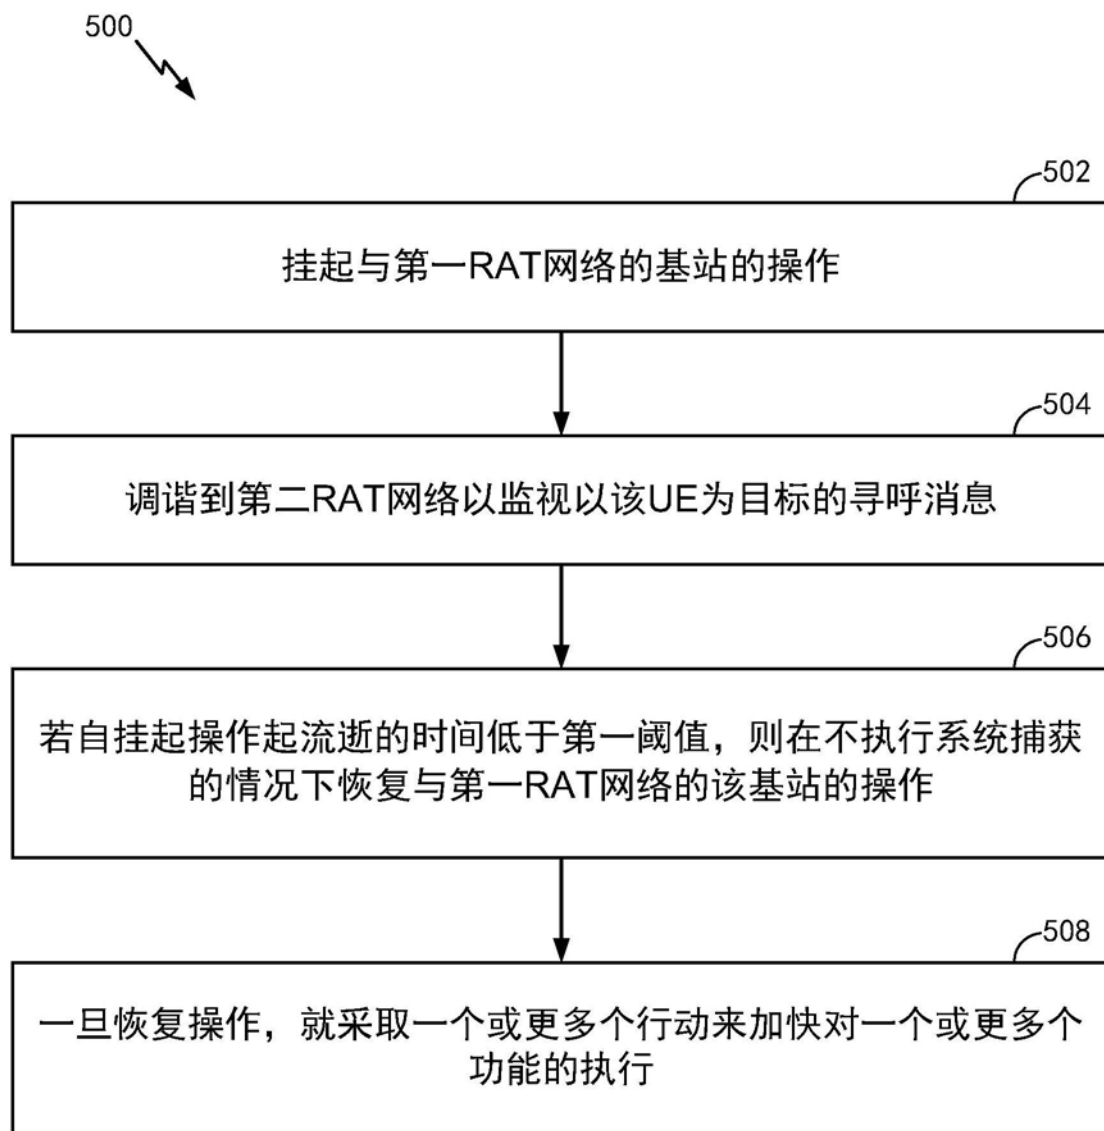 500
502
挂起与第一RAT网络的基站的操作
504
调谐到第二RAT网络以监视以该UE为目标的寻呼消息
506
若自挂起操作起流逝的时间低于第一阈值，则在不执行系统捕获
的情况下恢复与第一RAT网络的该基站的操作
508
一旦恢复操作，就采取一个或更多个行动来加快对一个或更多个
功能的执行